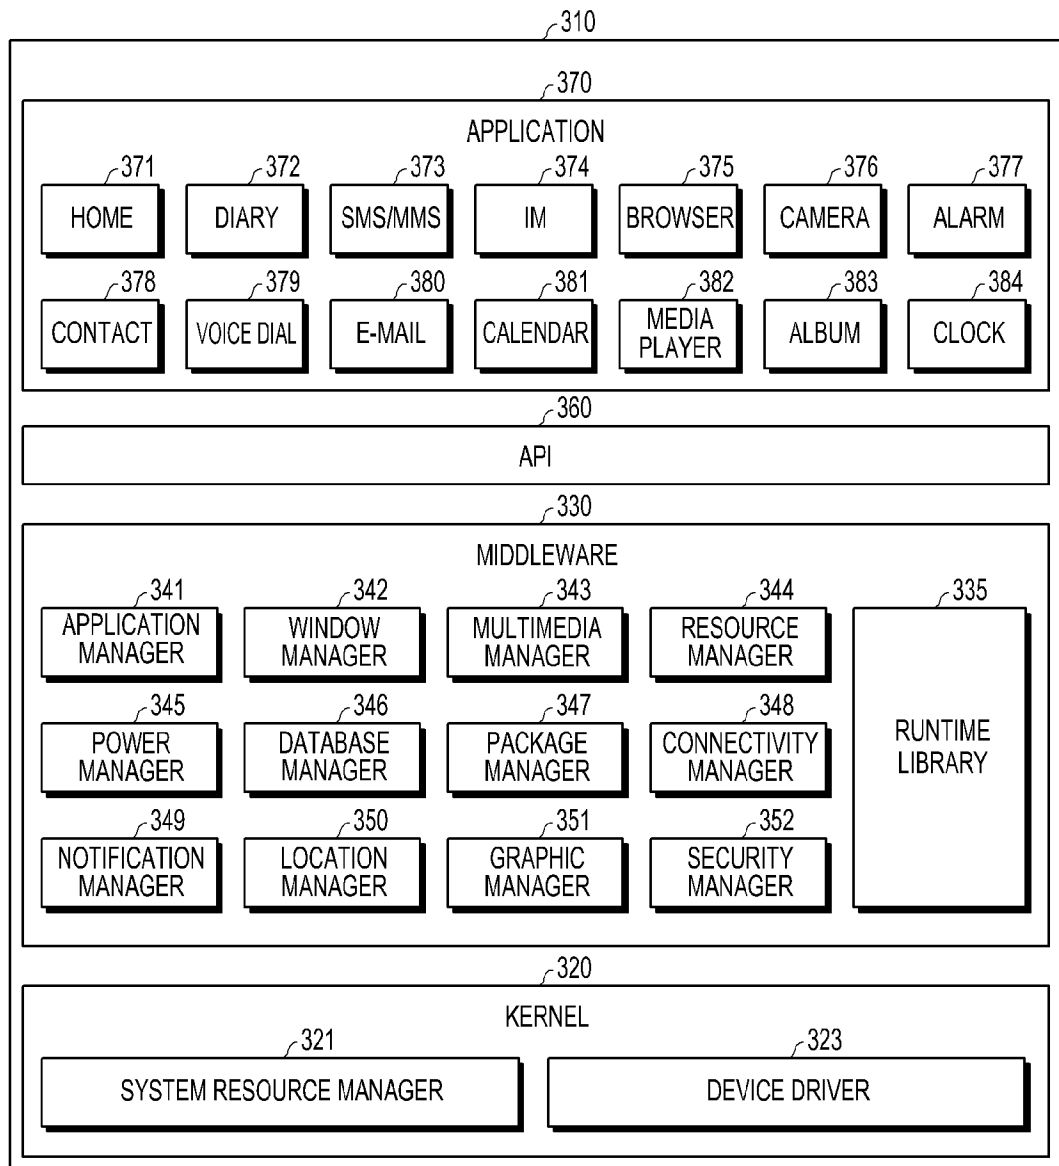 310
370
APPLICATION
371 372 373 374 375 376 377
HOME DIARY SMS/MMS IM BROWSER CAMERA ALARM
378 379 380 381 382 383 384
CONTACT VOICE DIAL E-MAIL CALENDAR MEDIA PLAYER ALBUM CLOCK
360
API
330
MIDDLEWARE
341 342 343 344 335
APPLICATION MANAGER WINDOW MANAGER MULTIMEDIA MANAGER RESOURCE MANAGER
345 346 347 348
POWER MANAGER DATABASE MANAGER PACKAGE MANAGER CONNECTIVITY MANAGER RUNTIME LIBRARY
349 350 351 352
NOTIFICATION MANAGER LOCATION MANAGER GRAPHIC MANAGER SECURITY MANAGER
320
KERNEL
321 323
SYSTEM RESOURCE MANAGER DEVICE DRIVER